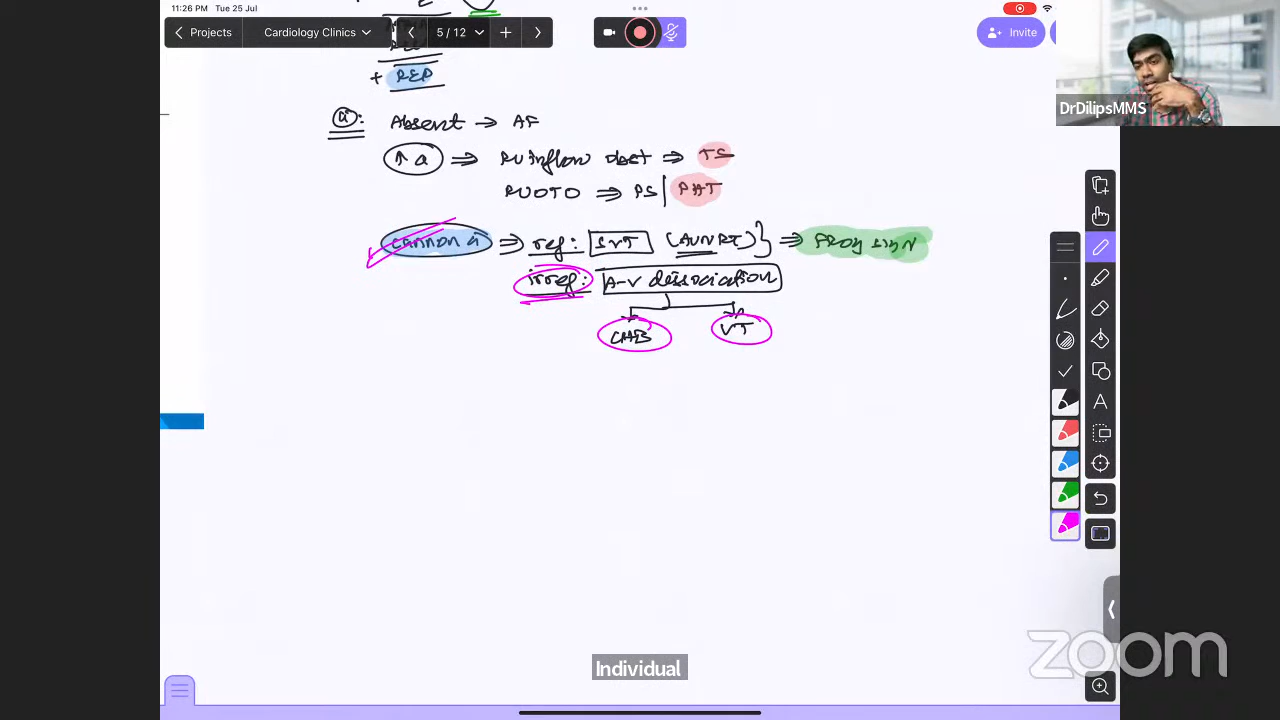 11:26 PM Tue 25 Jul
Projects Cardiology Clinics 5 / 12 Invite
+ REP
DrDilipsMMS
a: Absent → AF
↑ a ⇒ RV inflow obst ⇒ TS
RVOTO ⇒ PS | PHT
cannon a ⇒ reg: SVT (AVNRT) } ⇒ FROG SIGN
irreg: A-V dissociation
CHB VT
A
zoom
Individual